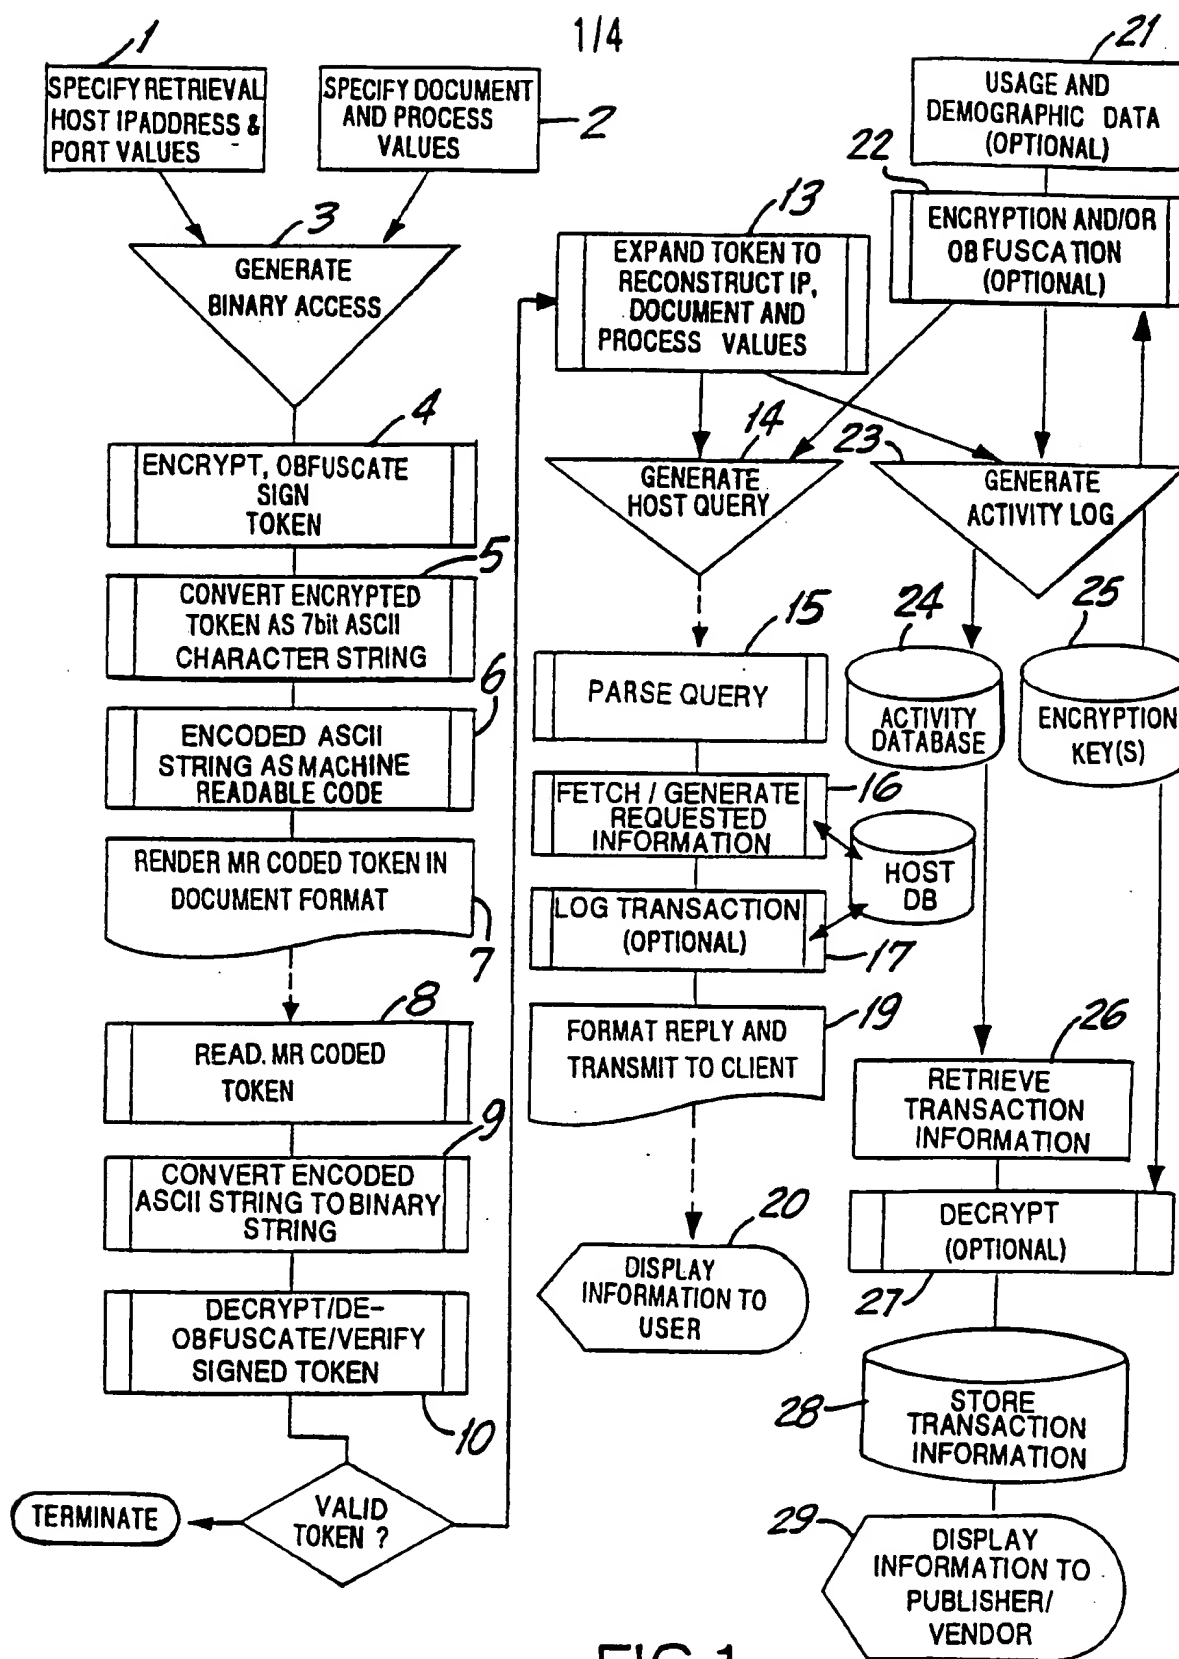 1/4
1
SPECIFY RETRIEVAL
HOST IPADDRESS &
PORT VALUES
SPECIFY DOCUMENT
AND PROCESS
VALUES
2
3
GENERATE
BINARY ACCESS
4
ENCRYPT, OBFUSCATE
SIGN
TOKEN
5
CONVERT ENCRYPTED
TOKEN AS 7bit ASCII
CHARACTER STRING
6
ENCODED ASCII
STRING AS MACHINE
READABLE CODE
RENDER MR CODED TOKEN IN
DOCUMENT FORMAT
7
8
READ. MR CODED
TOKEN
9
CONVERT ENCODED
ASCII STRING TO BINARY
STRING
DECRYPT/DE-
OBFUSCATE/VERIFY
SIGNED TOKEN
10
VALID
TOKEN ?
TERMINATE
13
EXPAND TOKEN TO
RECONSTRUCT IP,
DOCUMENT AND
PROCESS VALUES
14
GENERATE
HOST QUERY
15
PARSE QUERY
FETCH / GENERATE
REQUESTED
INFORMATION
16
HOST
DB
LOG TRANSACTION
(OPTIONAL)
17
FORMAT REPLY AND
TRANSMIT TO CLIENT
19
20
DISPLAY
INFORMATION TO
USER
21
USAGE AND
DEMOGRAPHIC DATA
(OPTIONAL)
22
ENCRYPTION AND/OR
OBFUSCATION
(OPTIONAL)
23
GENERATE
ACTIVITY LOG
24
ACTIVITY
DATABASE
25
ENCRYPTION
KEY(S)
26
RETRIEVE
TRANSACTION
INFORMATION
DECRYPT
(OPTIONAL)
27
28
STORE
TRANSACTION
INFORMATION
29
DISPLAY
INFORMATION TO
PUBLISHER/
VENDOR
FIG.1